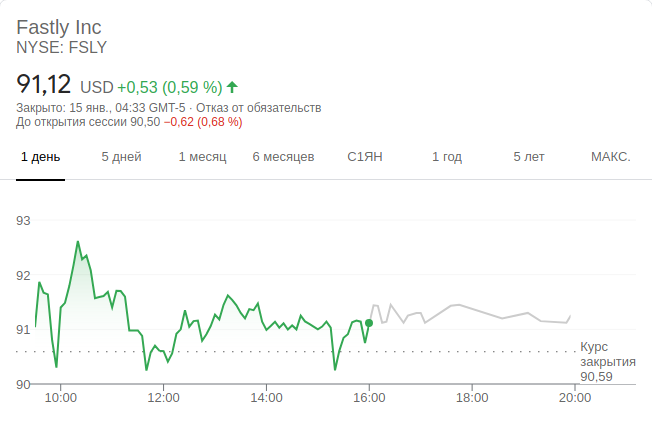 Fastly Inc
NYSE: FSLY
91,12 USD +0,53 (0,59 %)
Закрыто: 15 янв., 04:33 GMT-5 · Отказ от обязательств
До открытия сессии 90,50 −0,62 (0,68 %)
1 день 5 дней 1 месяц 6 месяцев С1ЯН 1 год 5 лет МАКС.
93
92
91
Курс
закрытия
90,59
90
10:00 12:00 14:00 16:00 18:00 20:00